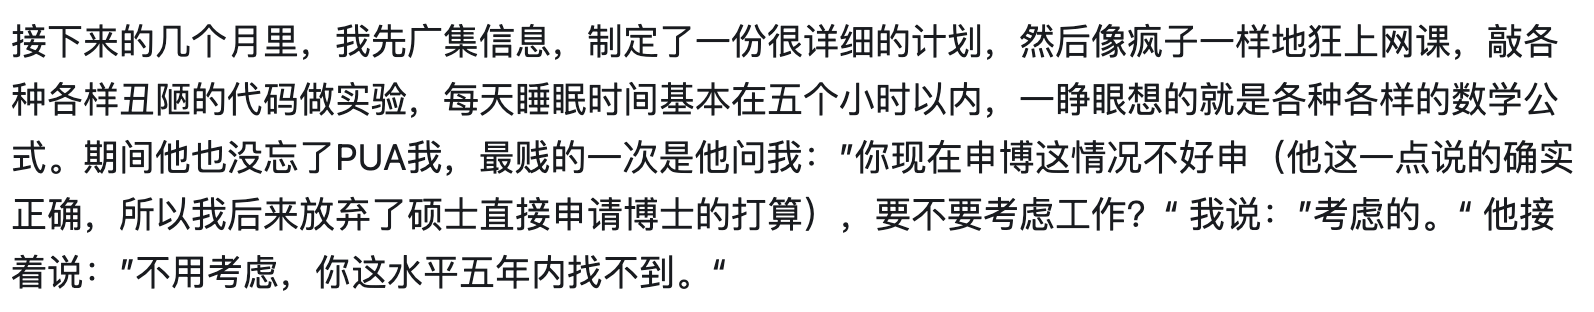 接下来的几个月里，我先广集信息，制定了一份很详细的计划，然后像疯子一样地狂上网课，敲各
种各样丑陋的代码做实验，每天睡眠时间基本在五个小时以内，一睁眼想的就是各种各样的数学公
式。期间他也没忘了PUA我，最贱的一次是他问我：”你现在申博这情况不好申（他这一点说的确实
正确，所以我后来放弃了硕士直接申请博士的打算），要不要考虑工作？“ 我说：”考虑的。“ 他接
着说：”不用考虑，你这水平五年内找不到。“